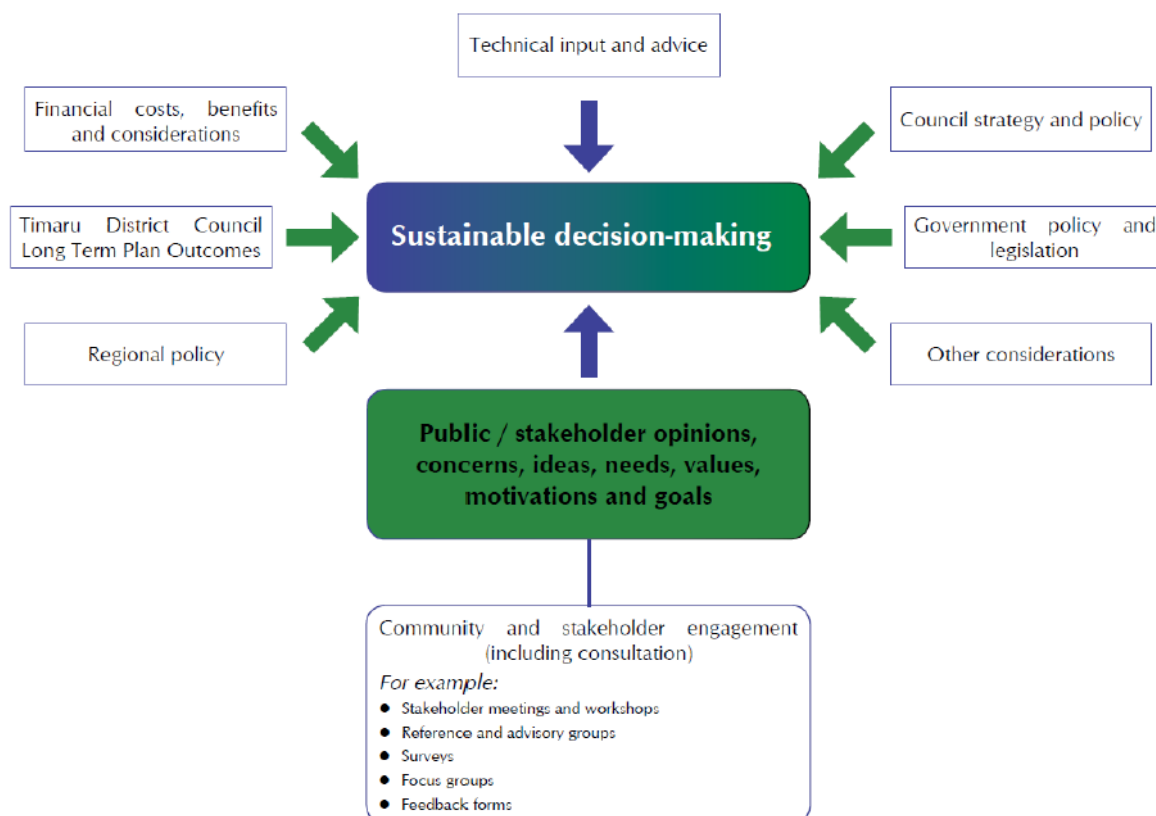 Technical input and advice
Financial costs, benefits
and considerations
Council strategy and policy
Timaru District Council
Long Term Plan Outcomes
Sustainable decision-making
Government policy and
legislation
Regional policy
Other considerations
Public / stakeholder opinions,
concerns, ideas, needs, values,
motivations and goals
Community and stakeholder engagement
(including consultation)
For example:
● Stakeholder meetings and workshops
● Reference and advisory groups
● Surveys
● Focus groups
● Feedback forms